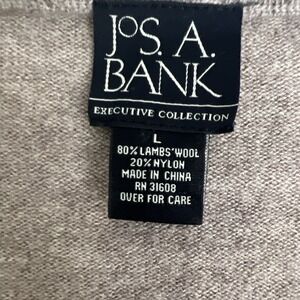 JoS. A.
BANK
EXECUTIVE COLLECTION
L
80% LAMBS' WOOL
20% NYLON
MADE IN CHINA
RN 31608
OVER FOR CARE